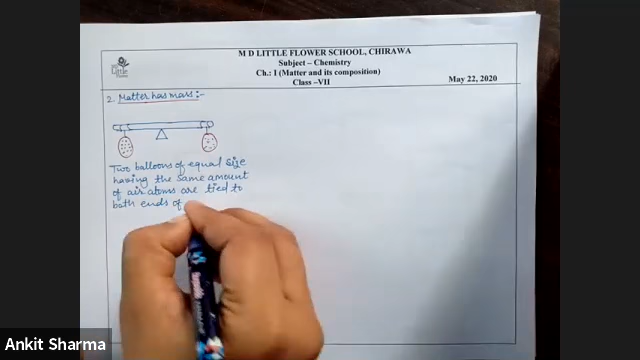 M D LITTLE FLOWER SCHOOL, CHIRAWA
Subject – Chemistry
Ch.: I (Matter and its composition)
Class –VII
May 22, 2020
Little
2. Matter has mass :-
Two balloons of equal size
having the same amount
of air atoms are tied to
both ends of
Ankit Sharma